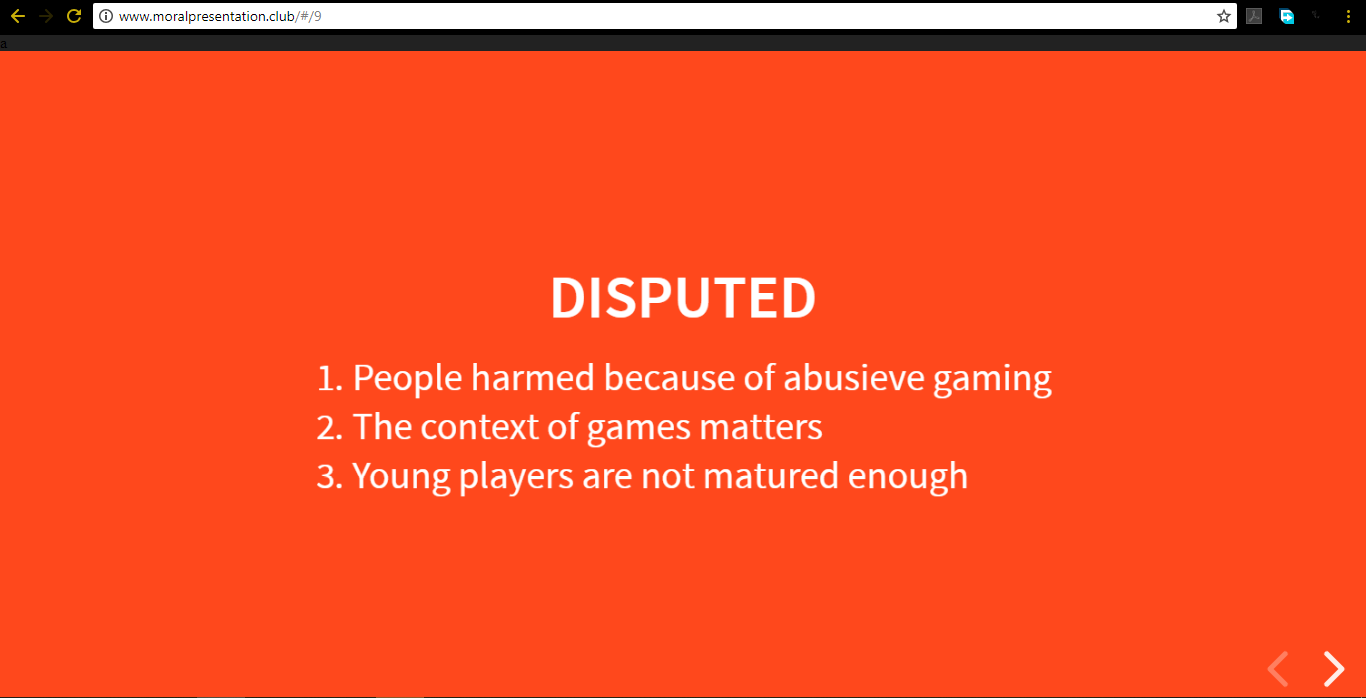 www.moralpresentation.club/#/9
a
DISPUTED
1. People harmed because of abusieve gaming
2. The context of games matters
3. Young players are not matured enough